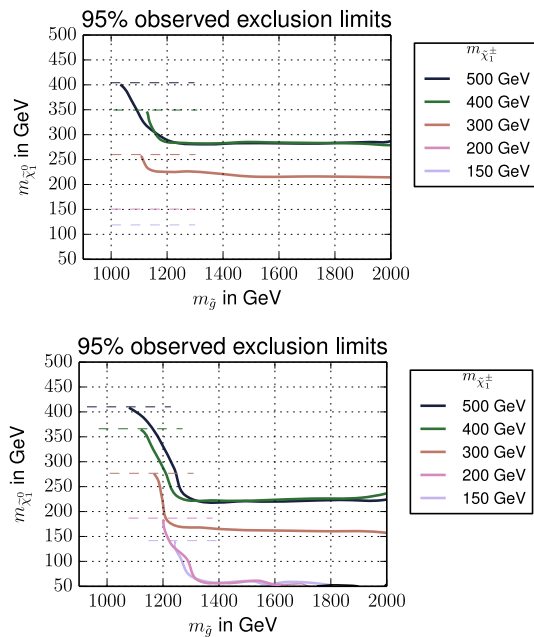 95% observed exclusion limits
500
450
400
350
300
250
200
150
100
50
m_{\tilde{\chi}_1^0} in GeV
1000 1200 1400 1600 1800 2000
m_{\tilde{g}} in GeV
m_{\tilde{\chi}_1^\pm}
500 GeV
400 GeV
300 GeV
200 GeV
150 GeV
95% observed exclusion limits
500
450
400
350
300
250
200
150
100
50
m_{\tilde{\chi}_1^0} in GeV
1000 1200 1400 1600 1800 2000
m_{\tilde{g}} in GeV
m_{\tilde{\chi}_1^\pm}
500 GeV
400 GeV
300 GeV
200 GeV
150 GeV